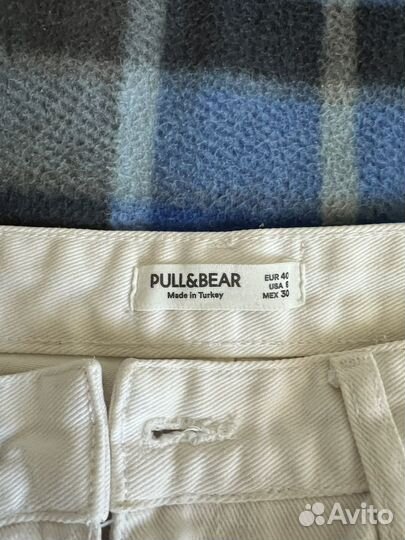 PULL&BEAR
Made in Turkey
EUR 40
USA
MEX 30
Avito